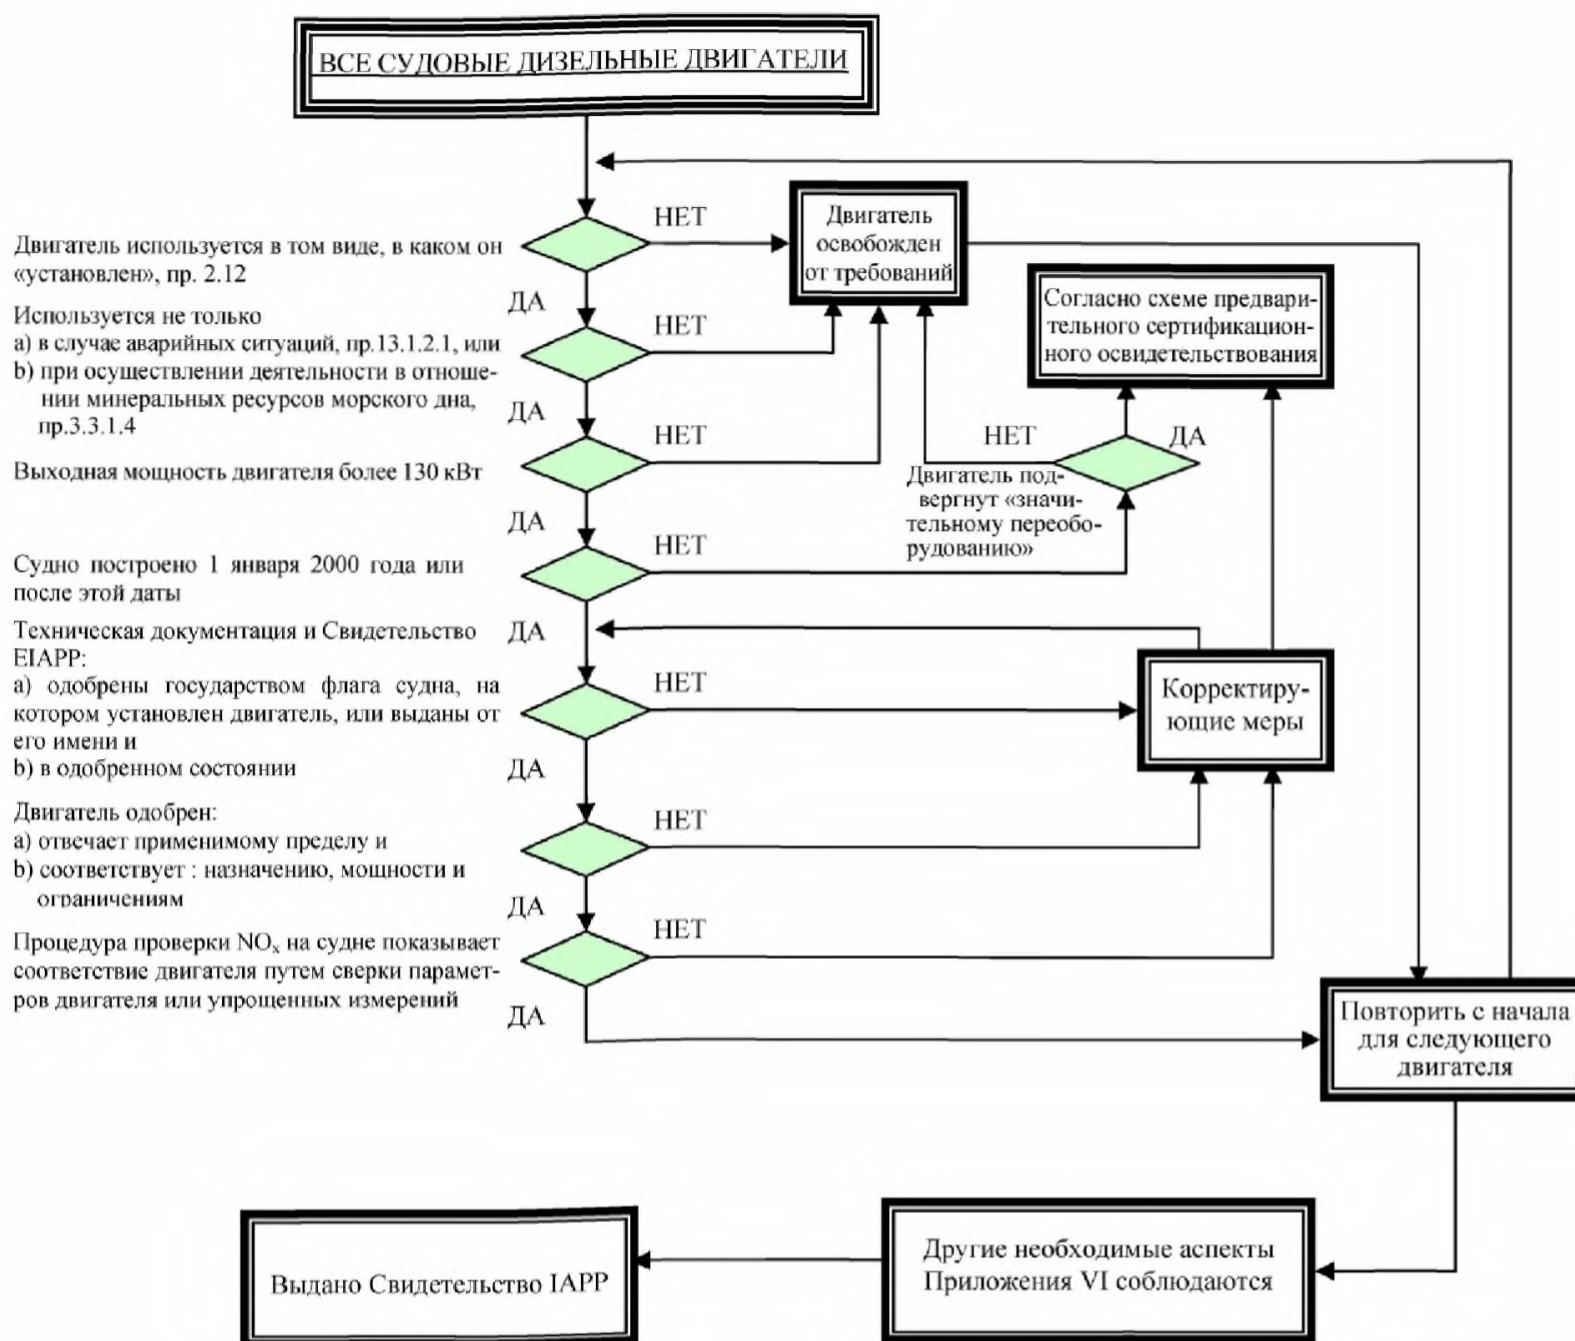 ВСЕ СУДОВЫЕ ДИЗЕЛЬНЫЕ ДВИГАТЕЛИ
Двигатель используется в том виде, в каком он
«установлен», пр. 2.12
НЕТ
ДА
Двигатель
освобожден
от требований
Используется не только
a) в случае аварийных ситуаций, пр.13.1.2.1, или
b) при осуществлении деятельности в отноше-
нии минеральных ресурсов морского дна,
пр.3.3.1.4
НЕТ
ДА
Согласно схеме предвари-
тельного сертификацион-
ного освидетельствования
Выходная мощность двигателя более 130 кВт
НЕТ
ДА
НЕТ
ДА
Двигатель под-
вергнут «значи-
тельному переобо-
рудованию»
Судно построено 1 января 2000 года или
после этой даты
НЕТ
ДА
Техническая документация и Свидетельство
EIAPP:
a) одобрены государством флага судна, на
котором установлен двигатель, или выданы от
его имени и
b) в одобренном состоянии
НЕТ
ДА
Корректиру-
ющие меры
Двигатель одобрен:
a) отвечает применимому пределу и
b) соответствует : назначению, мощности и
ограничениям
НЕТ
ДА
Процедура проверки NOx на судне показывает
соответствие двигателя путем сверки парамет-
ров двигателя или упрощенных измерений
НЕТ
ДА
Повторить с начала
для следующего
двигателя
Другие необходимые аспекты
Приложения VI соблюдаются
Выдано Свидетельство IAPP